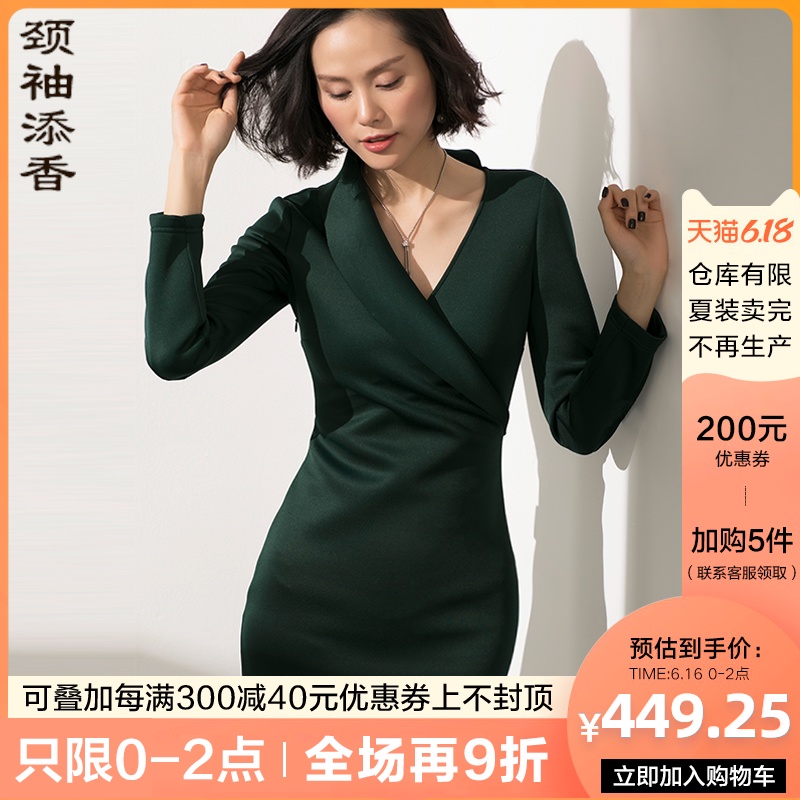 颈袖添香
天猫6.18
仓库有限
夏装卖完
不再生产
200元
优惠券
加购5件
（联系客服领取）
预估到手价：
TIME:6.16 0-2点
¥449.25
立即加入购物车
可叠加每满300减40元优惠券上不封顶
只限0-2点 | 全场再9折